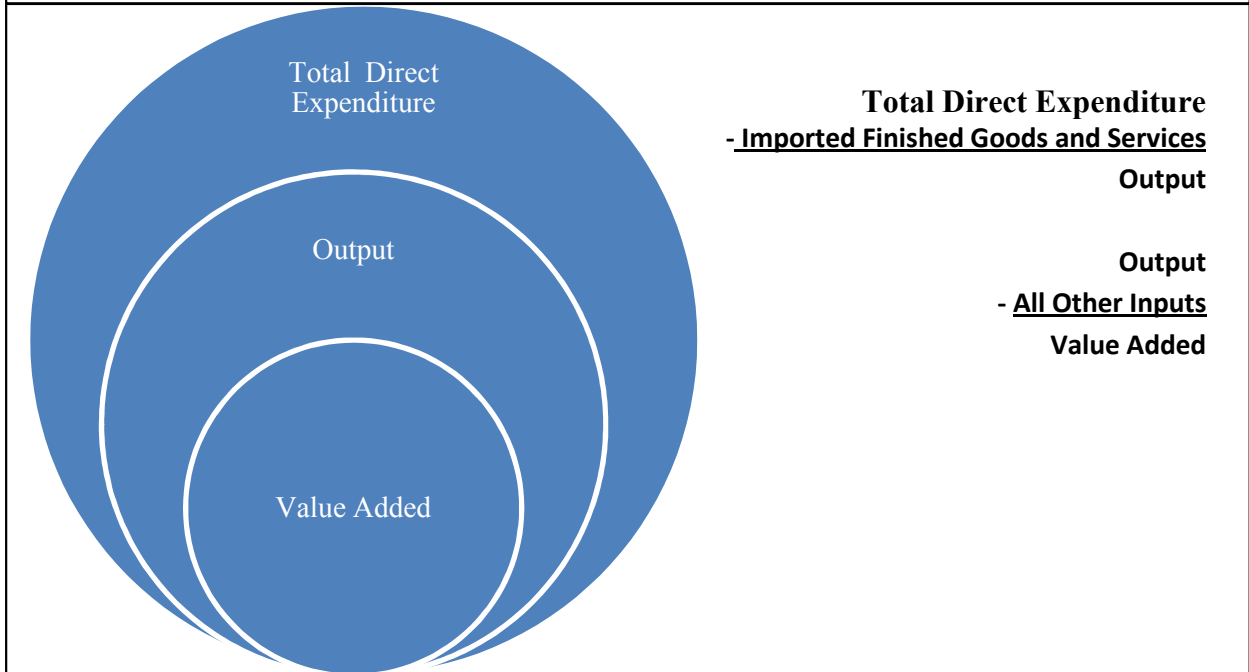 Total Direct
Expenditure
Output
Value Added
Total Direct Expenditure
- Imported Finished Goods and Services
Output
Output
- All Other Inputs
Value Added